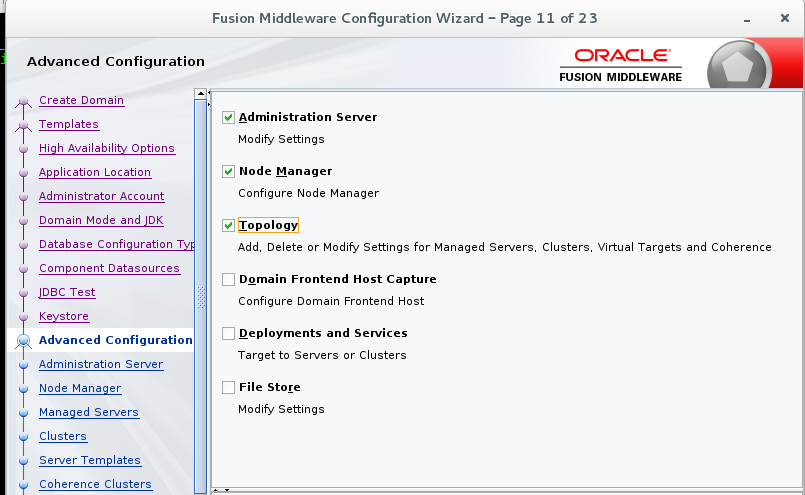 Fusion Middleware Configuration Wizard – Page 11 of 23
Advanced Configuration
ORACLE
FUSION MIDDLEWARE
Create Domain
Templates
High Availability Options
Application Location
Administrator Account
Domain Mode and JDK
Database Configuration Typ
Component Datasources
JDBC Test
Keystore
Advanced Configuration
Administration Server
Node Manager
Managed Servers
Clusters
Server Templates
Coherence Clusters
Administration Server
Modify Settings
Node Manager
Configure Node Manager
Topology
Add, Delete or Modify Settings for Managed Servers, Clusters, Virtual Targets and Coherence
Domain Frontend Host Capture
Configure Domain Frontend Host
Deployments and Services
Target to Servers or Clusters
File Store
Modify Settings